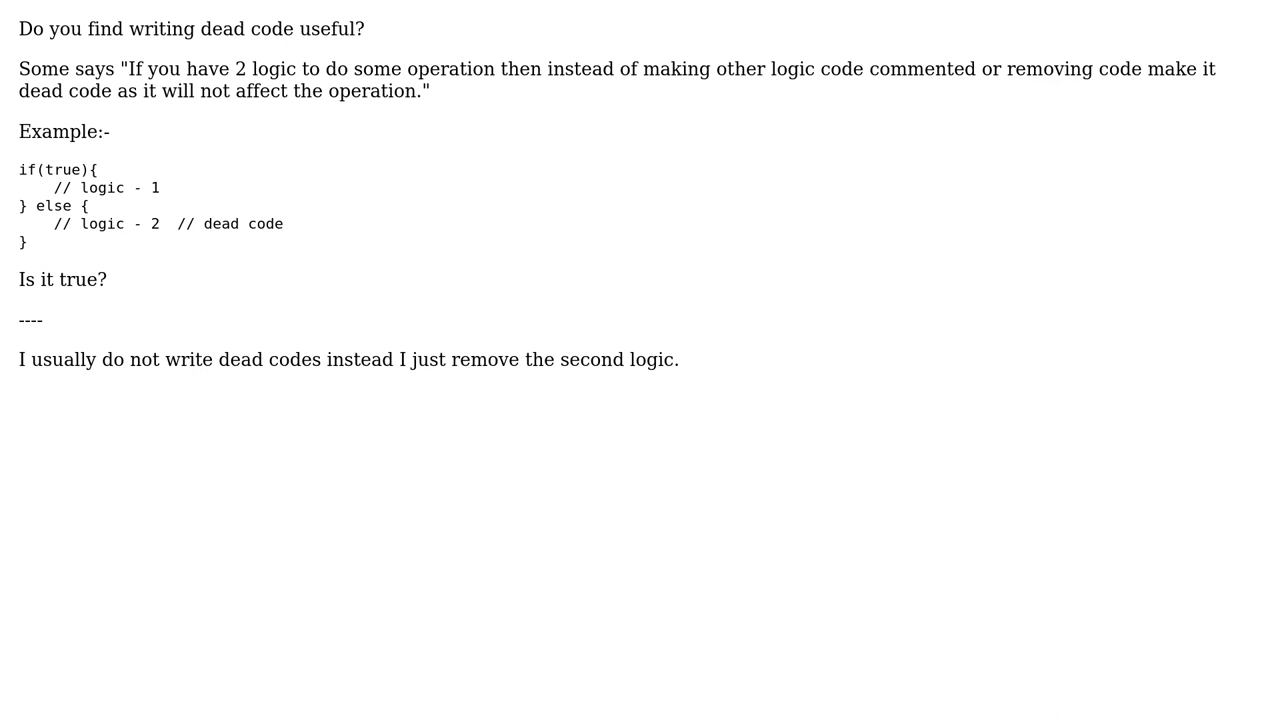 Do you find writing dead code useful?
Some says "If you have 2 logic to do some operation then instead of making other logic code commented or removing code make it
dead code as it will not affect the operation."
Example:-
if(true){
    // logic - 1
} else {
    // logic - 2  // dead code
}
Is it true?
----
I usually do not write dead codes instead I just remove the second logic.